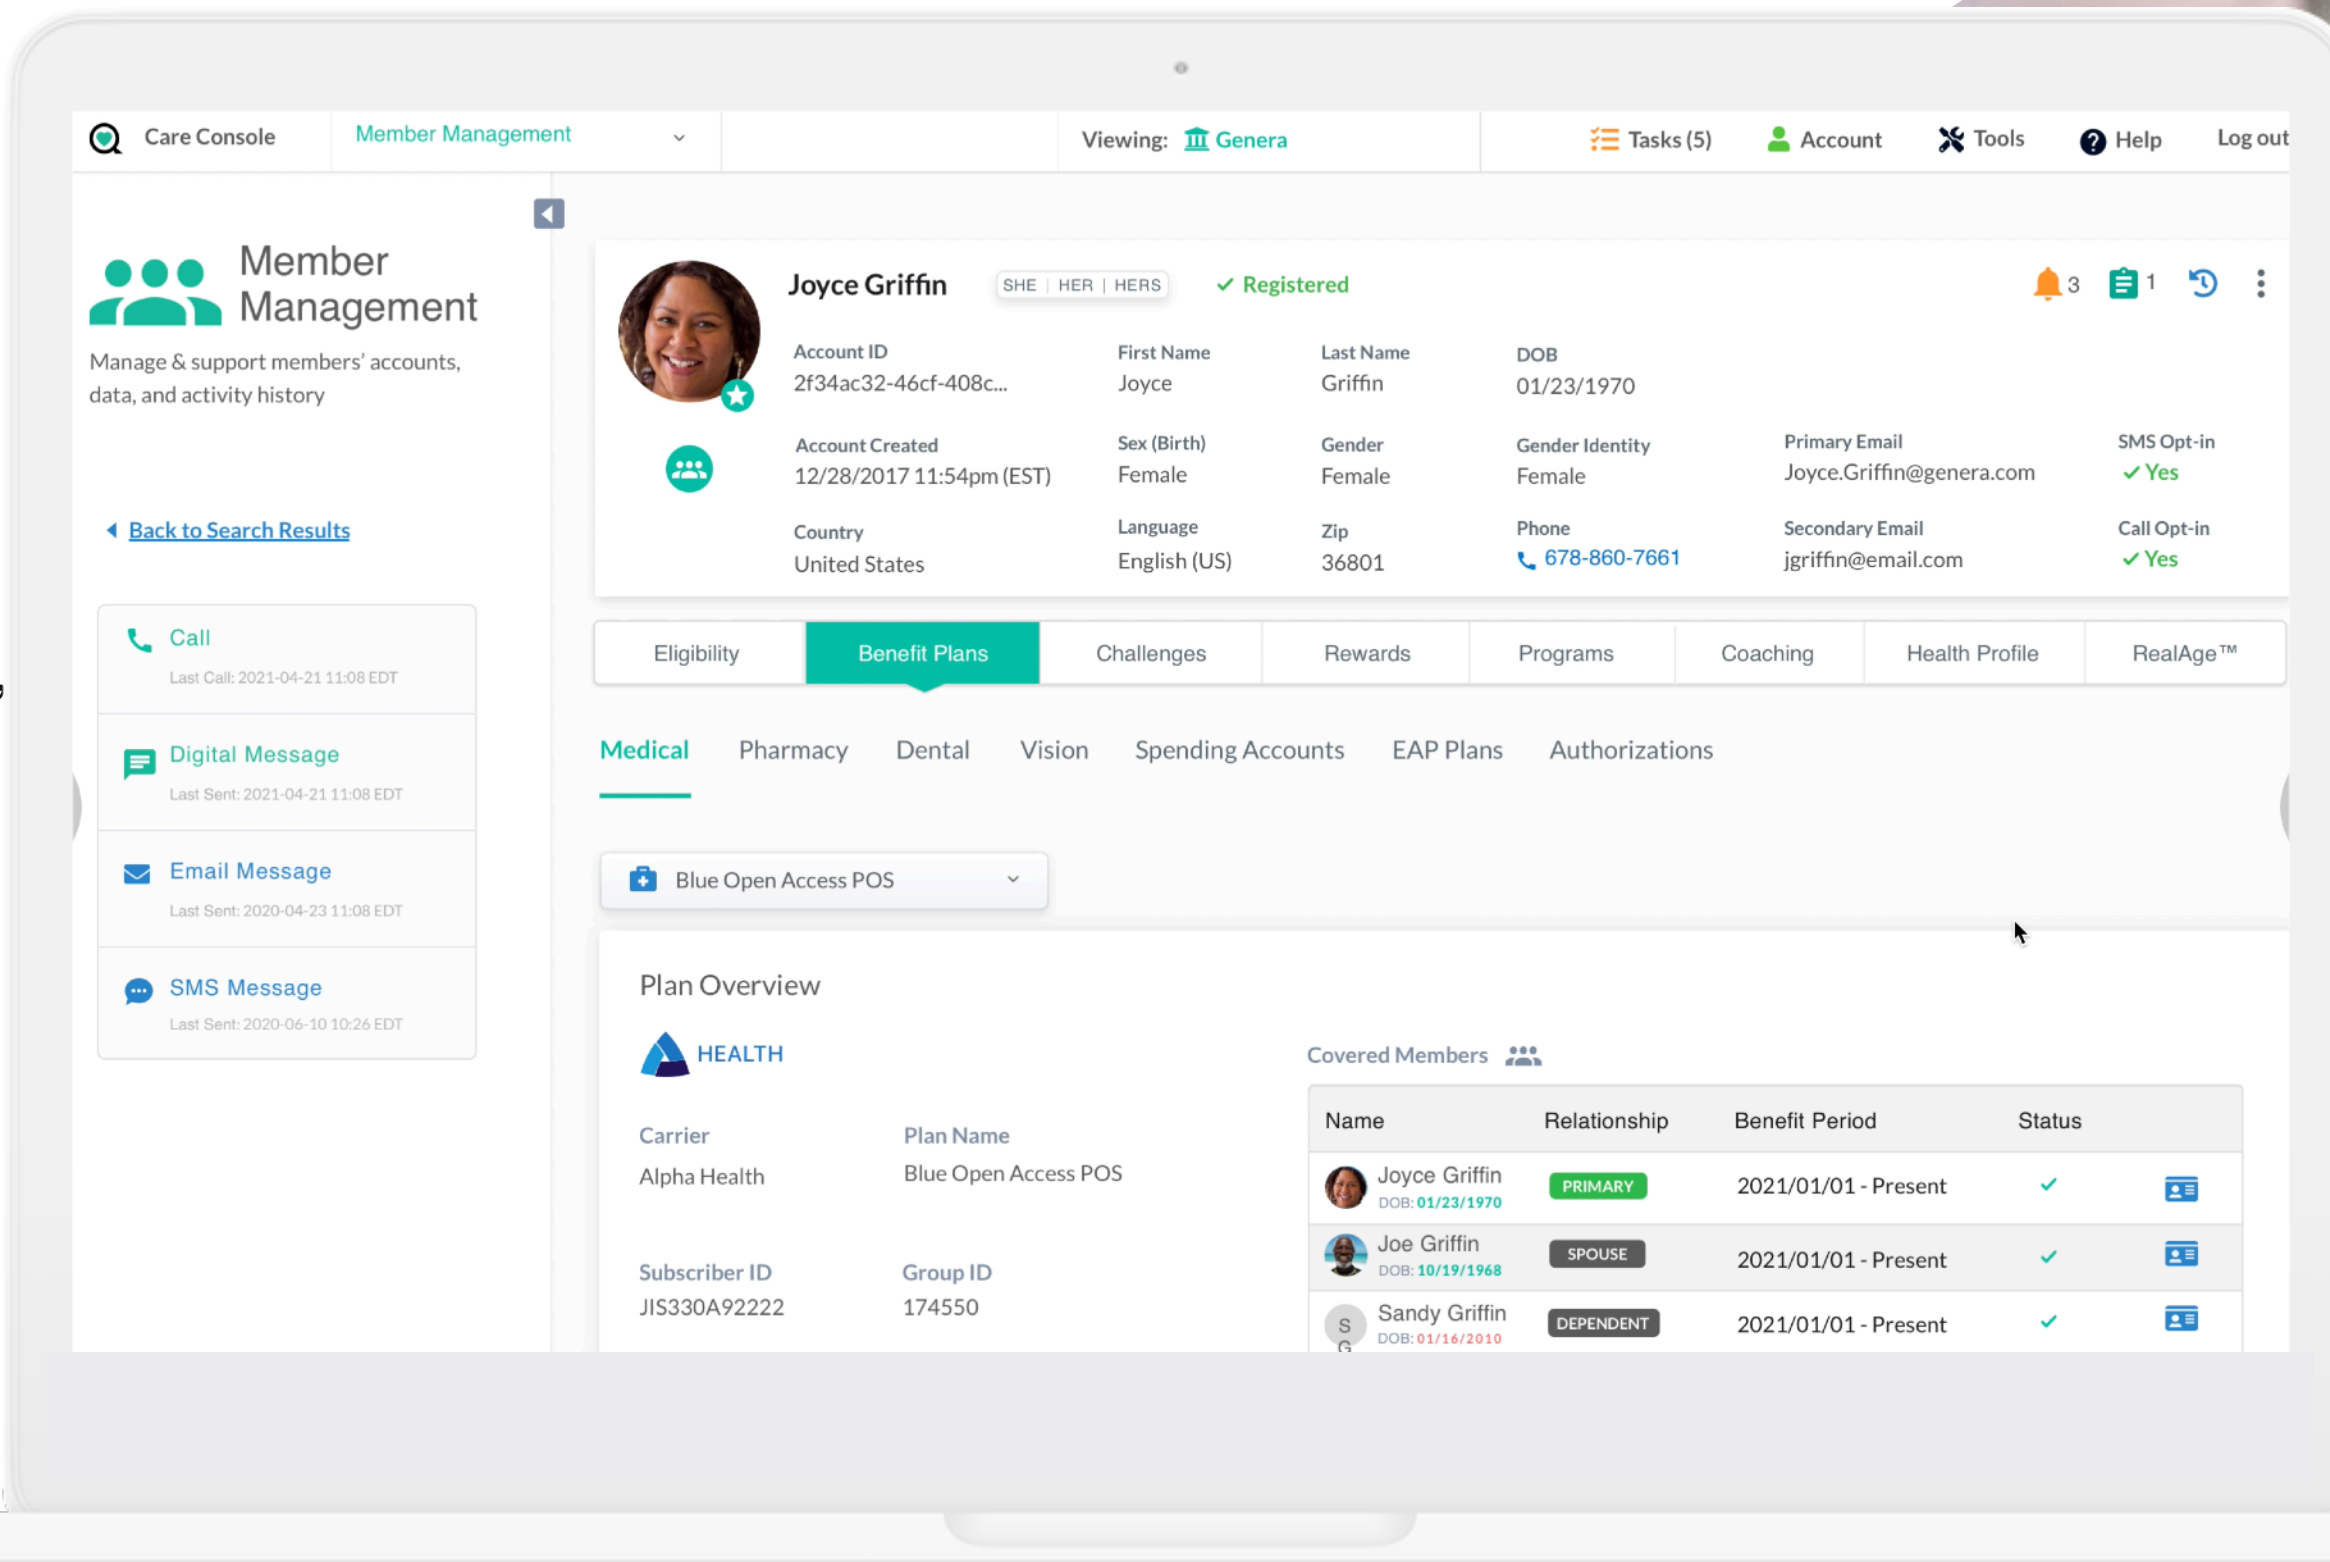 Care Console
Member Management
Viewing: Genera
Tasks (5)
Account
Tools
Help
Log out
Member
Management
Manage & support members' accounts,
data, and activity history
Back to Search Results
Call
Last Call: 2021-04-21 11:08 EDT
Digital Message
Last Sent: 2021-04-21 11:08 EDT
Email Message
Last Sent: 2020-04-23 11:08 EDT
SMS Message
Last Sent: 2020-06-10 10:26 EDT
Joyce Griffin SHE | HER | HERS Registered 3 1
Account ID First Name Last Name DOB
2f34ac32-46cf-408c... Joyce Griffin 01/23/1970
Account Created Sex (Birth) Gender Gender Identity Primary Email SMS Opt-in
12/28/2017 11:54pm (EST) Female Female Female Joyce.Griffin@genera.com Yes
Country Language Zip Phone Secondary Email Call Opt-in
United States English (US) 36801 678-860-7661 jgriffin@email.com Yes
Eligibility Benefit Plans Challenges Rewards Programs Coaching Health Profile RealAge™
Medical Pharmacy Dental Vision Spending Accounts EAP Plans Authorizations
Blue Open Access POS
Plan Overview
HEALTH
Carrier Plan Name
Alpha Health Blue Open Access POS
Subscriber ID Group ID
JIS330A92222 174550
Covered Members
Name Relationship Benefit Period Status
Joyce Griffin PRIMARY 2021/01/01 - Present
DOB: 01/23/1970
Joe Griffin SPOUSE 2021/01/01 - Present
DOB: 10/19/1968
S G Sandy Griffin DEPENDENT 2021/01/01 - Present
DOB: 01/16/2010